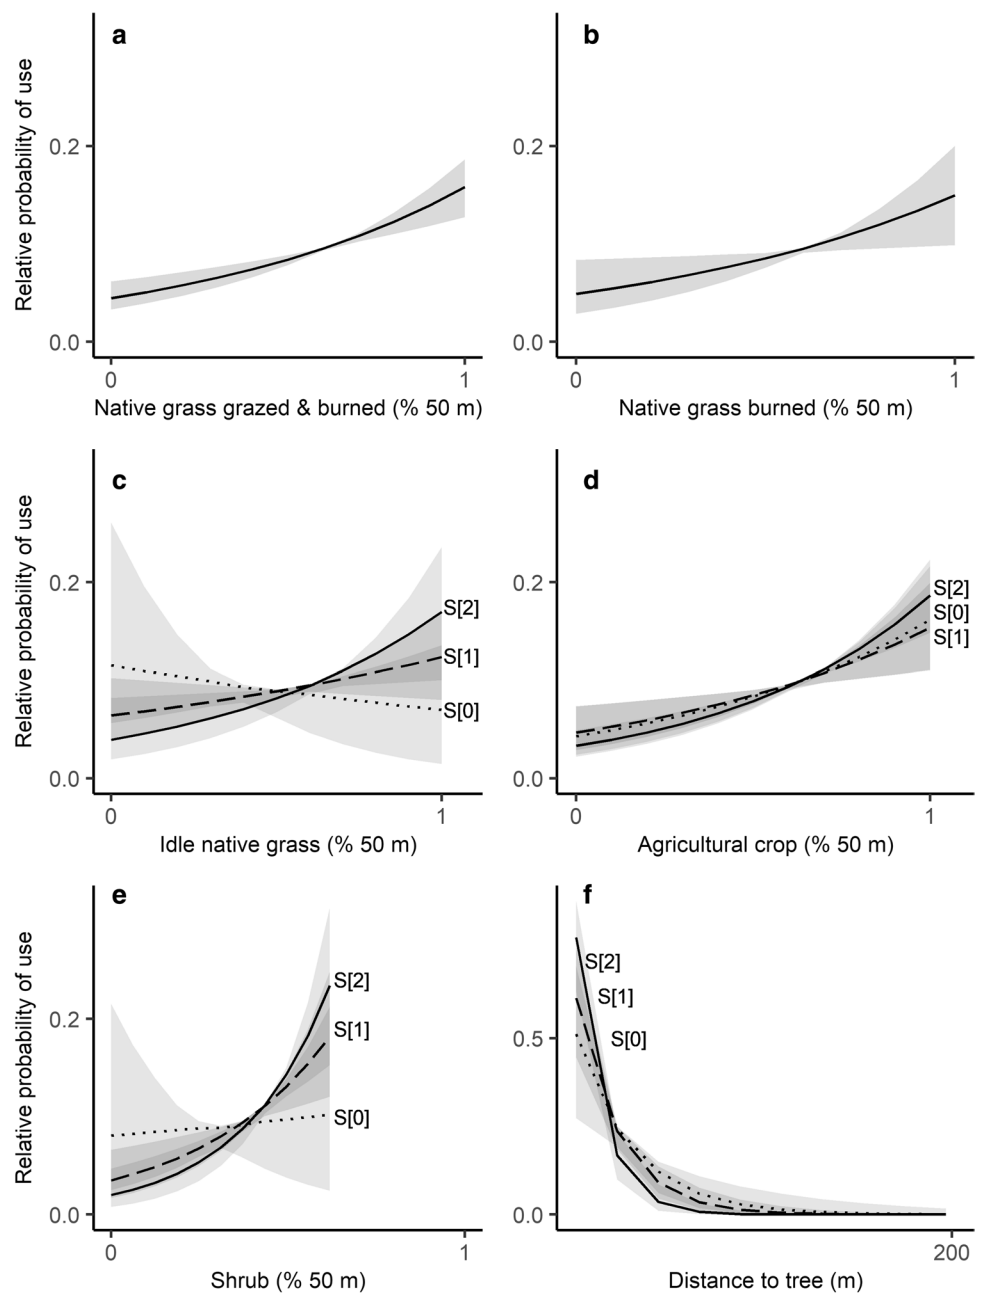 a
Relative probability of use
0.2
0.0
0
1
Native grass grazed & burned (% 50 m)
b
0.2
0.0
0
1
Native grass burned (% 50 m)
c
Relative probability of use
0.2
0.0
S[2]
S[1]
S[0]
0
1
Idle native grass (% 50 m)
d
0.2
0.0
S[2]
S[0]
S[1]
0
1
Agricultural crop (% 50 m)
e
Relative probability of use
0.2
0.0
S[2]
S[1]
S[0]
0
1
Shrub (% 50 m)
f
0.5
0.0
S[2]
S[1]
S[0]
200
Distance to tree (m)